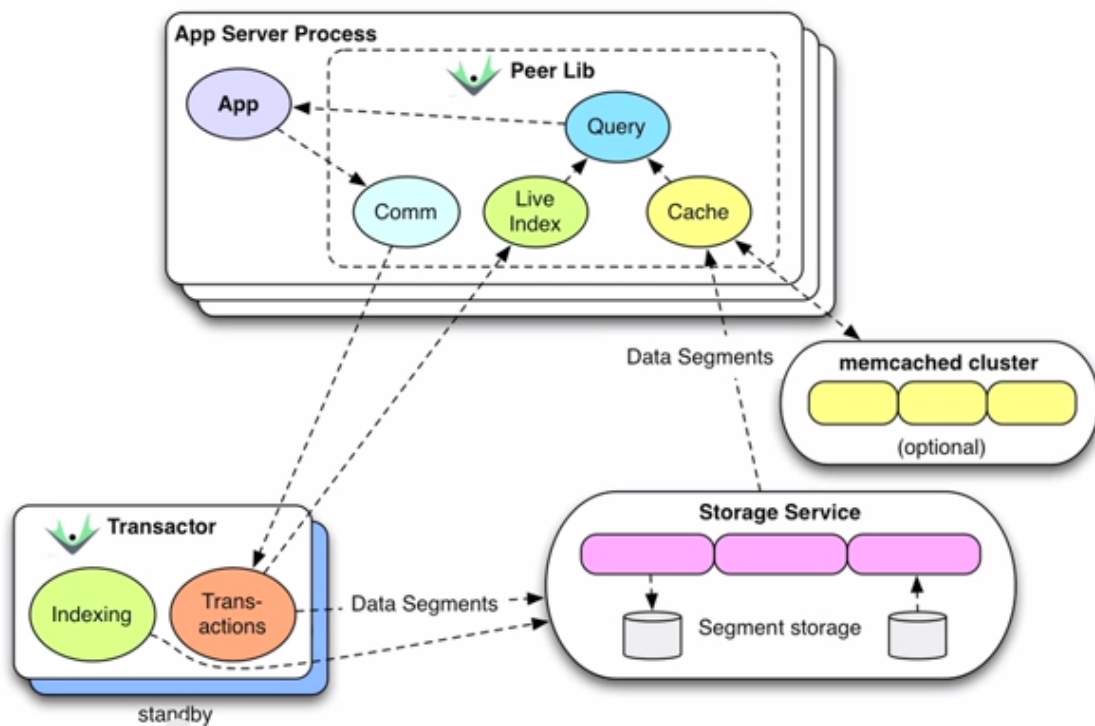 App Server Process
Peer Lib
App
Query
Comm
Live
Index
Cache
Data Segments
memcached cluster
(optional)
Transactor
Indexing
Trans-
actions
Data Segments
standby
Storage Service
Segment storage